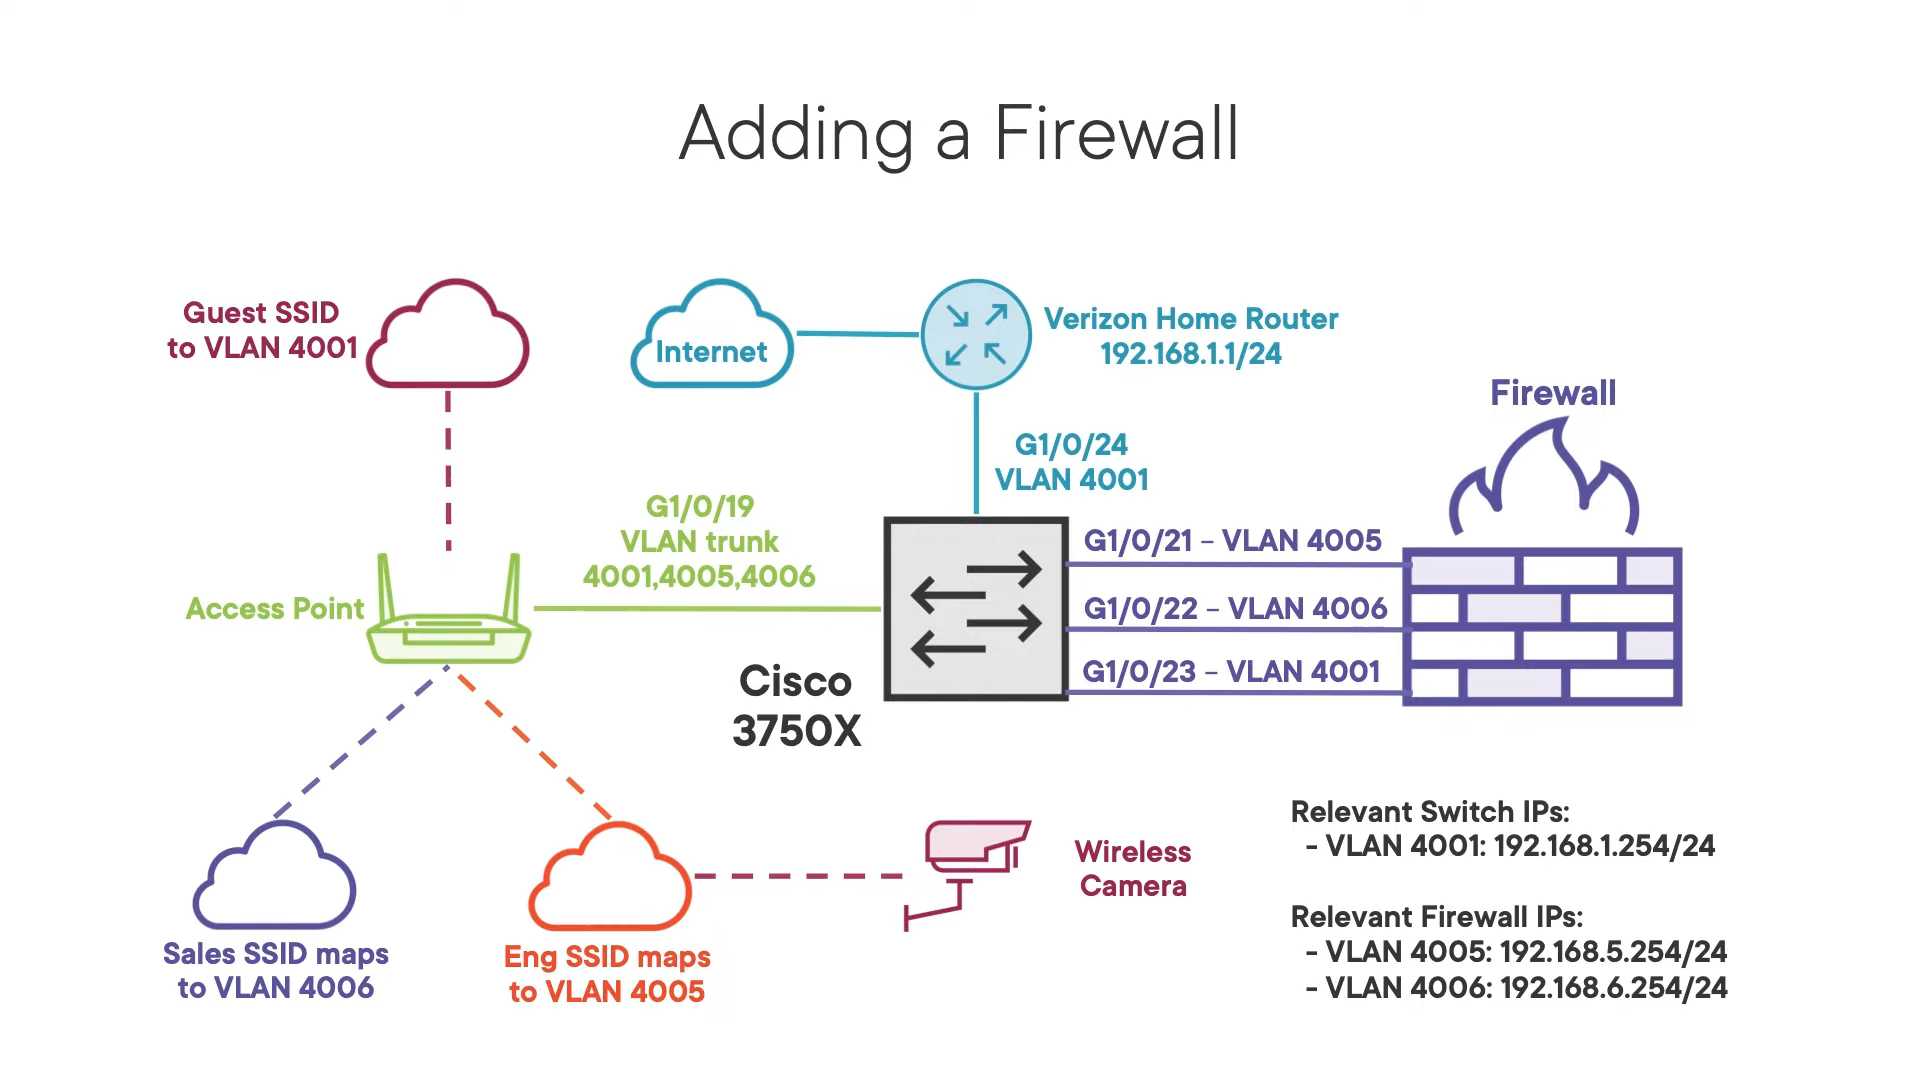 Adding a Firewall
Guest SSID
to VLAN 4001
Internet
Verizon Home Router
192.168.1.1/24
Firewall
G1/0/24
VLAN 4001
G1/0/19
VLAN trunk
4001,4005,4006
Access Point
G1/0/21 – VLAN 4005
G1/0/22 – VLAN 4006
G1/0/23 – VLAN 4001
Cisco
3750X
Wireless
Camera
Sales SSID maps
to VLAN 4006
Eng SSID maps
to VLAN 4005
Relevant Switch IPs:
- VLAN 4001: 192.168.1.254/24
Relevant Firewall IPs:
- VLAN 4005: 192.168.5.254/24
- VLAN 4006: 192.168.6.254/24